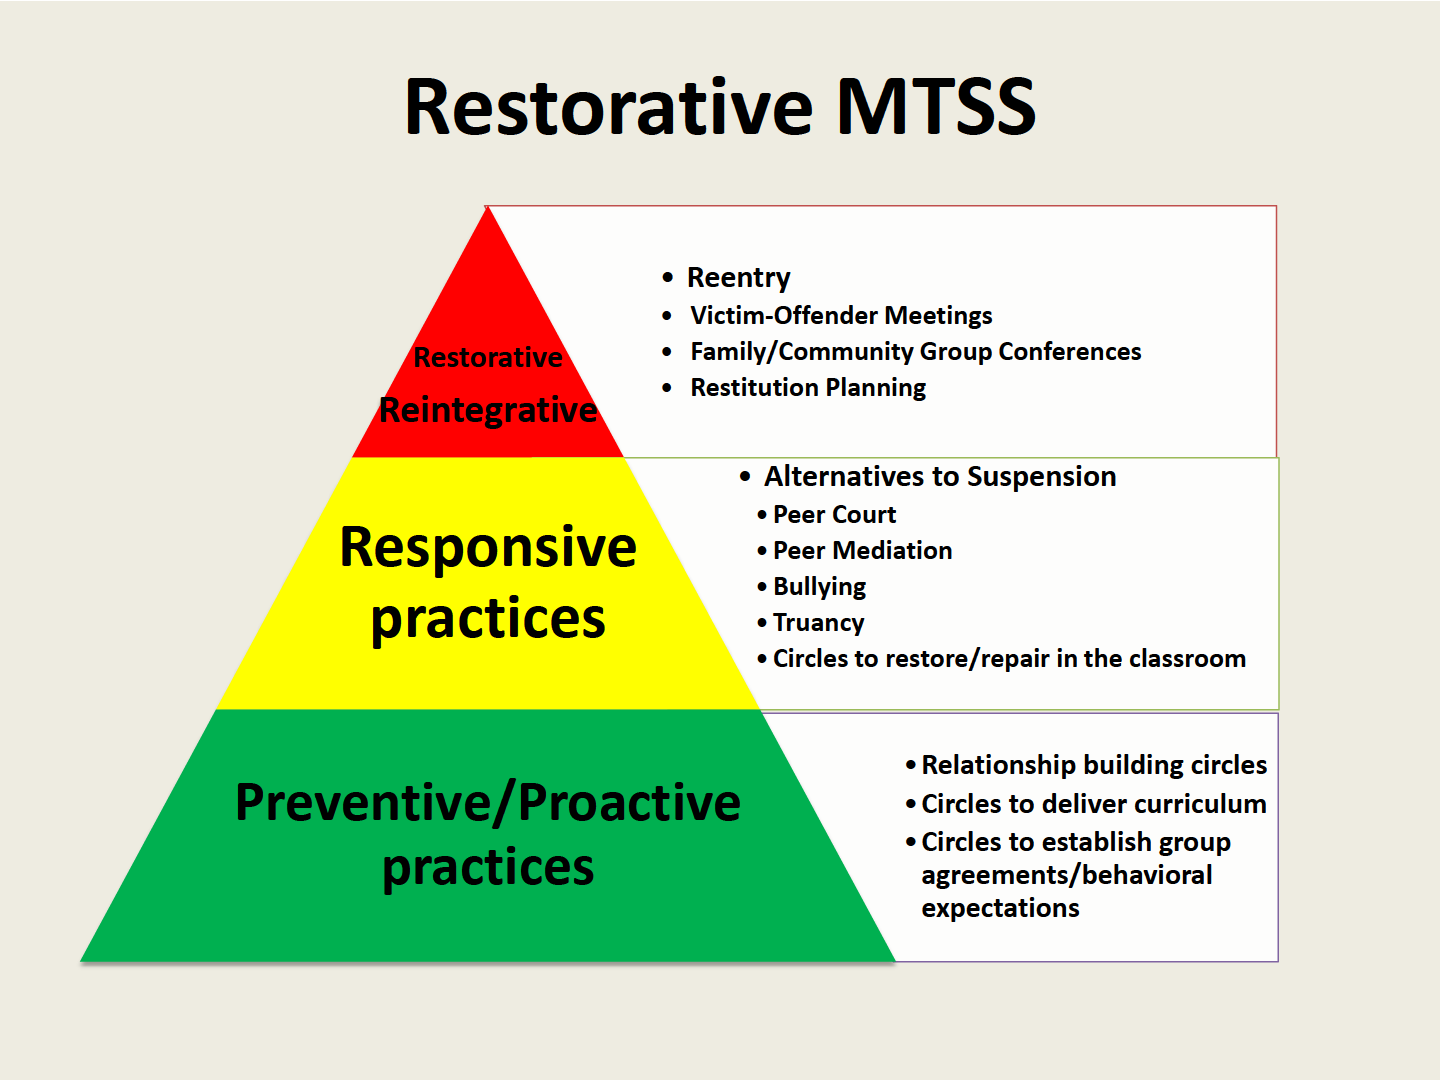 Restorative MTSS
Restorative
Reintegrative
• Reentry
• Victim-Offender Meetings
• Family/Community Group Conferences
• Restitution Planning
Responsive
practices
• Alternatives to Suspension
• Peer Court
• Peer Mediation
• Bullying
• Truancy
• Circles to restore/repair in the classroom
Preventive/Proactive
practices
• Relationship building circles
• Circles to deliver curriculum
• Circles to establish group
agreements/behavioral
expectations